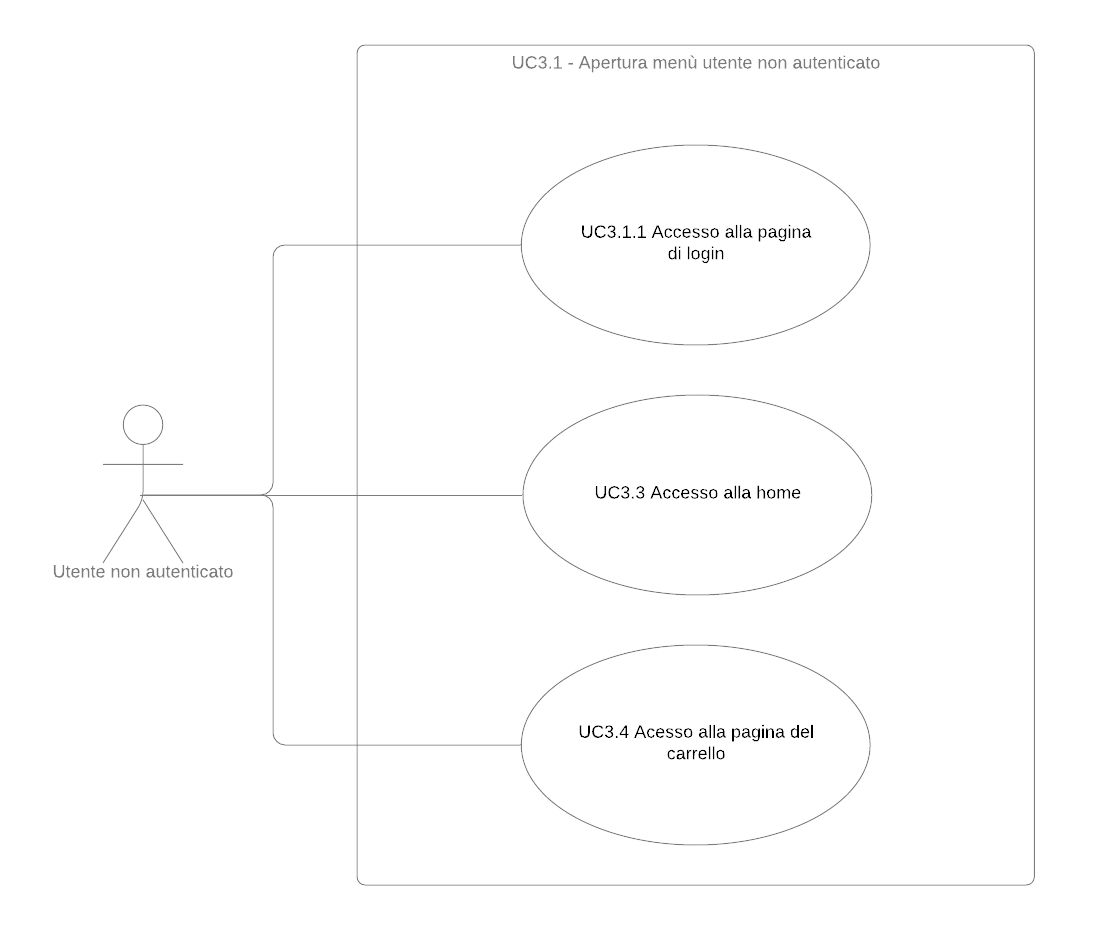 UC3.1 - Apertura menù utente non autenticato
UC3.1.1 Accesso alla pagina
di login
UC3.3 Accesso alla home
Utente non autenticato
UC3.4 Acesso alla pagina del
carrello